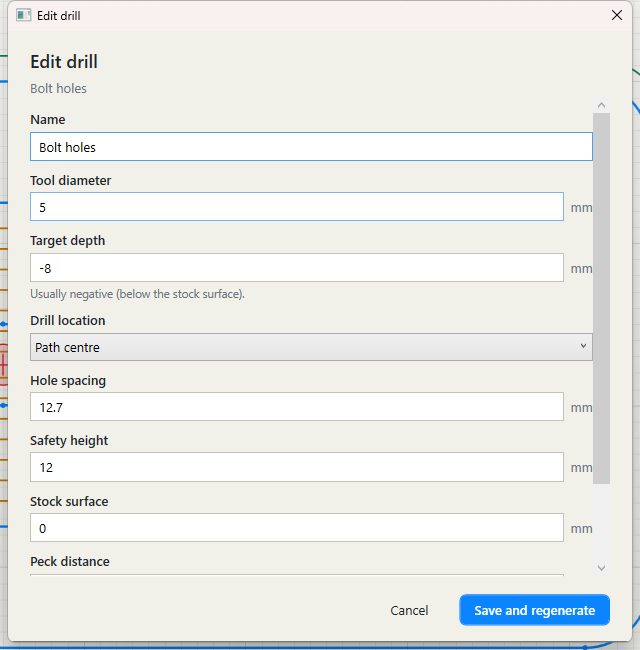 Edit drill
Edit drill
Bolt holes
Name
Bolt holes
Tool diameter
5 mm
Target depth
-8 mm
Usually negative (below the stock surface).
Drill location
Path centre
Hole spacing
12.7 mm
Safety height
12 mm
Stock surface
0 mm
Peck distance
Cancel Save and regenerate